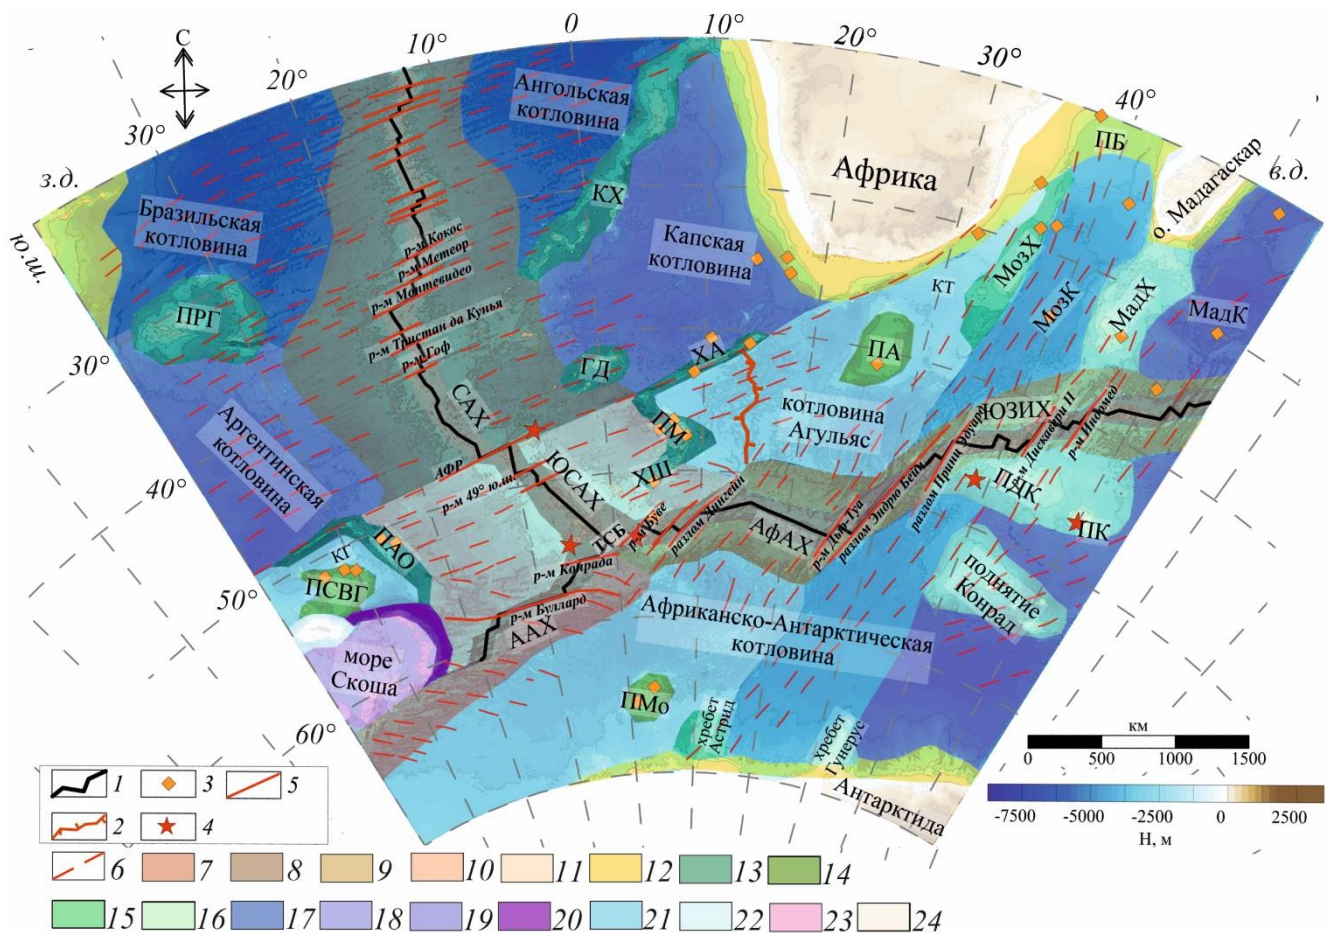 С
30°
20°
10°
0
10°
20°
30°
40°
з.д.
ю.ш.
в.д.
Ангольская
котловина
Африка
ПБ
о. Мадагаскар
Бразильская
котловина
КХ
Капская
котловина
р-м Кокос
р-м Метеор
р-м Монтевидео
КТ
МозХ
МозК
МадХ
МадК
ПРГ
30°
р-м Тристан да Кунья
р-м Гоф
ГД
ХА
ПА
САХ
котловина
Агульяс
ЮЗИХ
Аргентинская
котловина
40°
АФР
р-м 49° ю.ш.
ЮСАХ
ПМ
ХШ
разлом Принц Эдуард
р-м Дискавери II
р-м Индомед
ПДК
ПК
ТСБ
р-м Буве
разлом Шпигейп
АфАХ
р-м Дью-Туа
разлом Эндрю Бейн
ПАО
КГ
ПСВГ
50°
р-м Конрада
р-м Буллард
ААХ
поднятие
Конрад
Африканско-Антарктическая
котловина
море
Скоша
ПМо
хребет
Астрид
хребет
Гунерус
60°
Антарктида
км
0 500 1000 1500
-7500 -5000 -2500 0 2500
Н, м
1 3 5
2 4
6 7 8 9 10 11 12 13 14
15 16 17 18 19 20 21 22 23 24